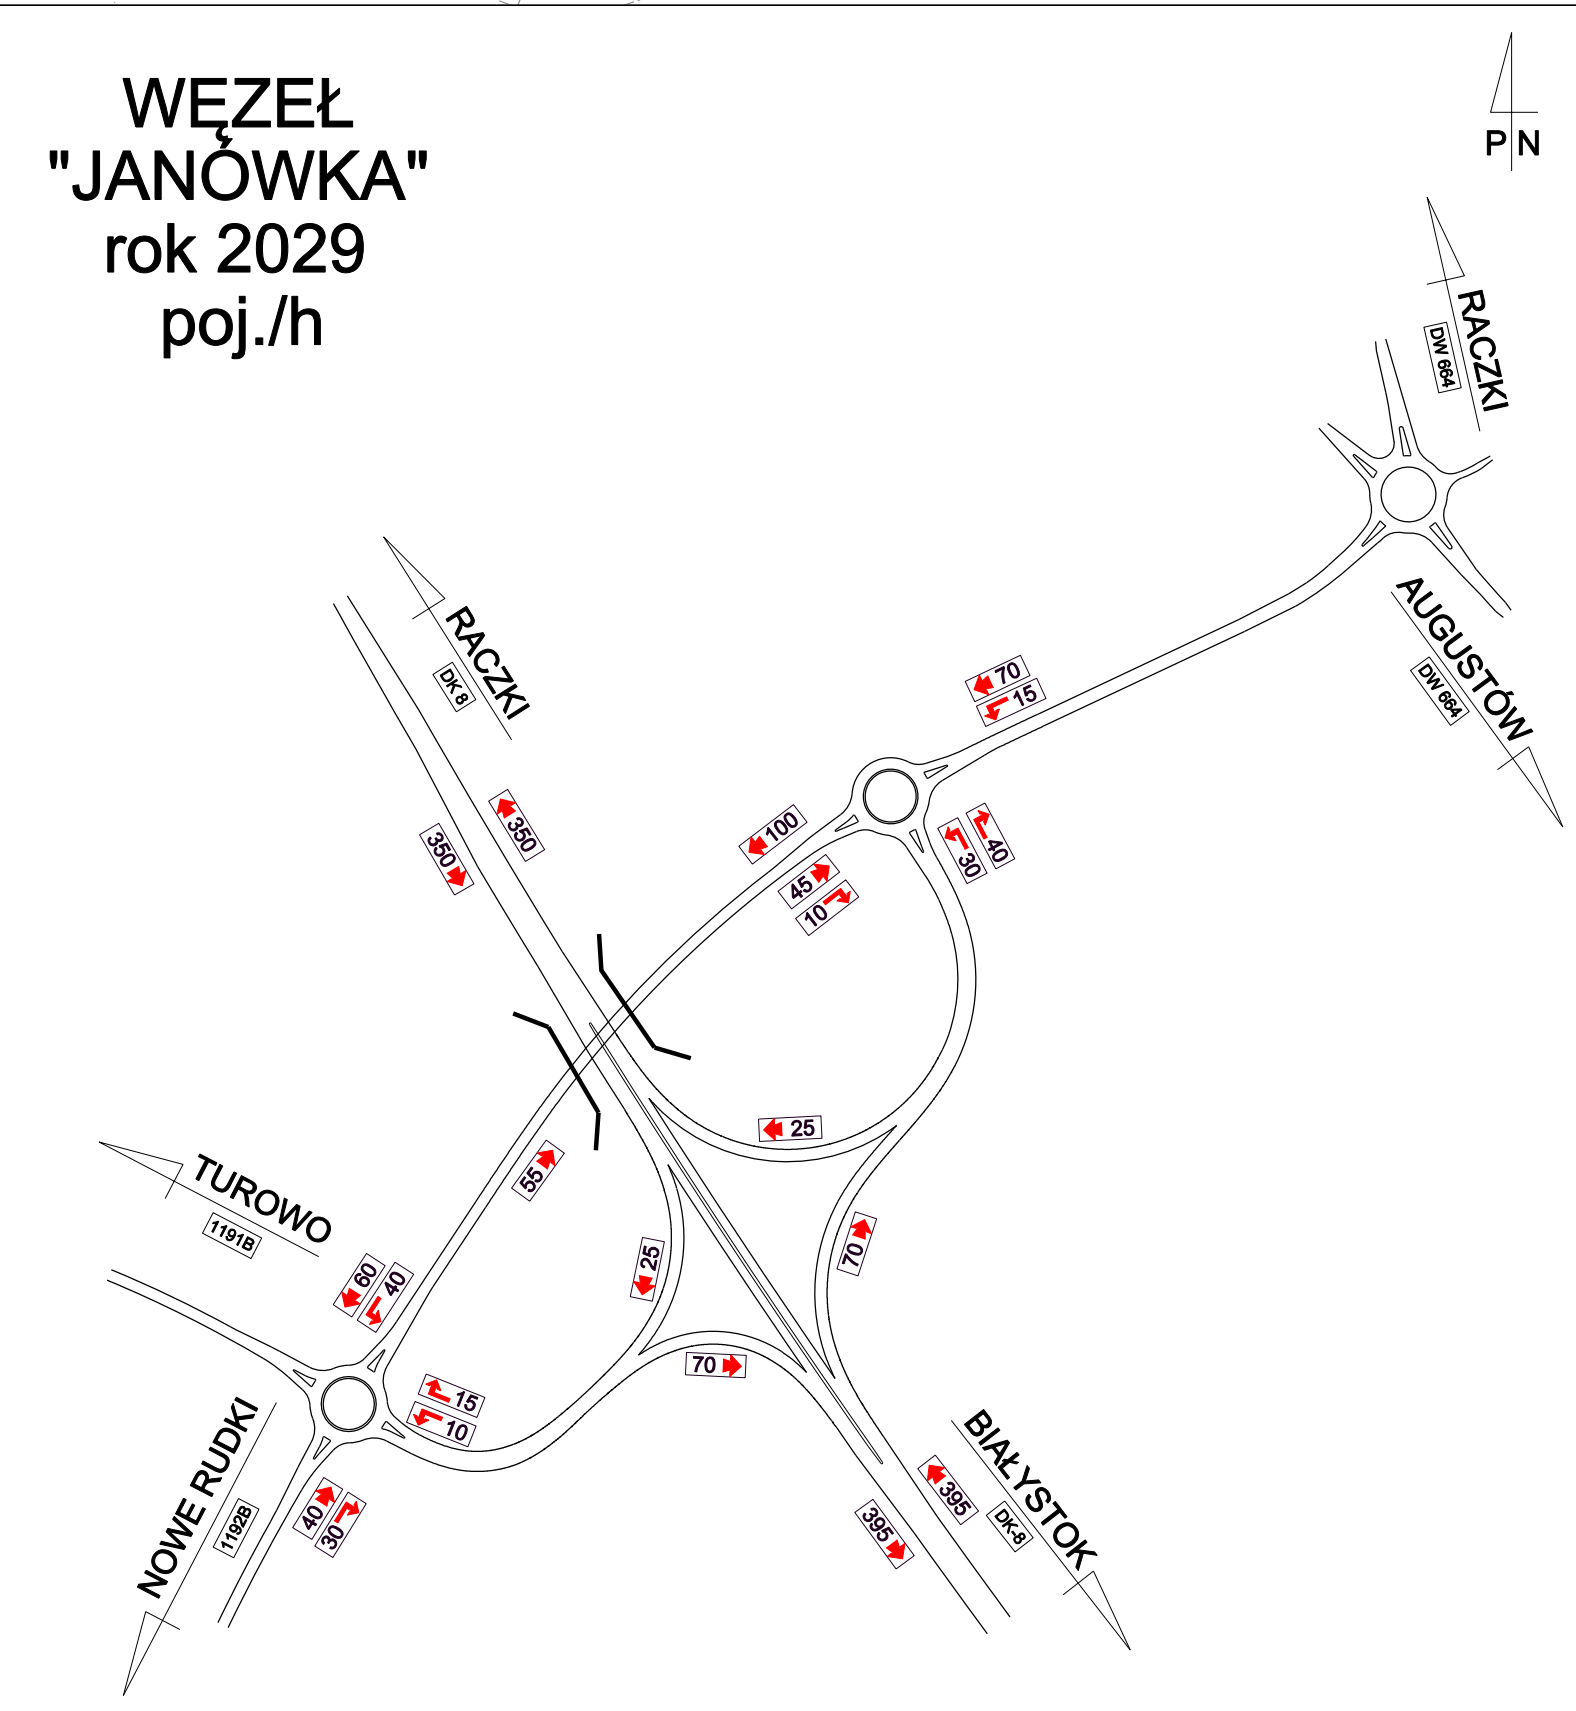 WĘZEŁ
"JANÓWKA"
rok 2029
poj./h
P N
RACZKI
DW 664
AUGUSTÓW
DW 664
RACZKI
DK 8
70
15
350
350
100
45
10
30
40
25
55
70
25
70
TUROWO
1191B
60
40
15
10
NOWE RUDKI
1192B
40
30
BIAŁYSTOK
DK-8
395
395